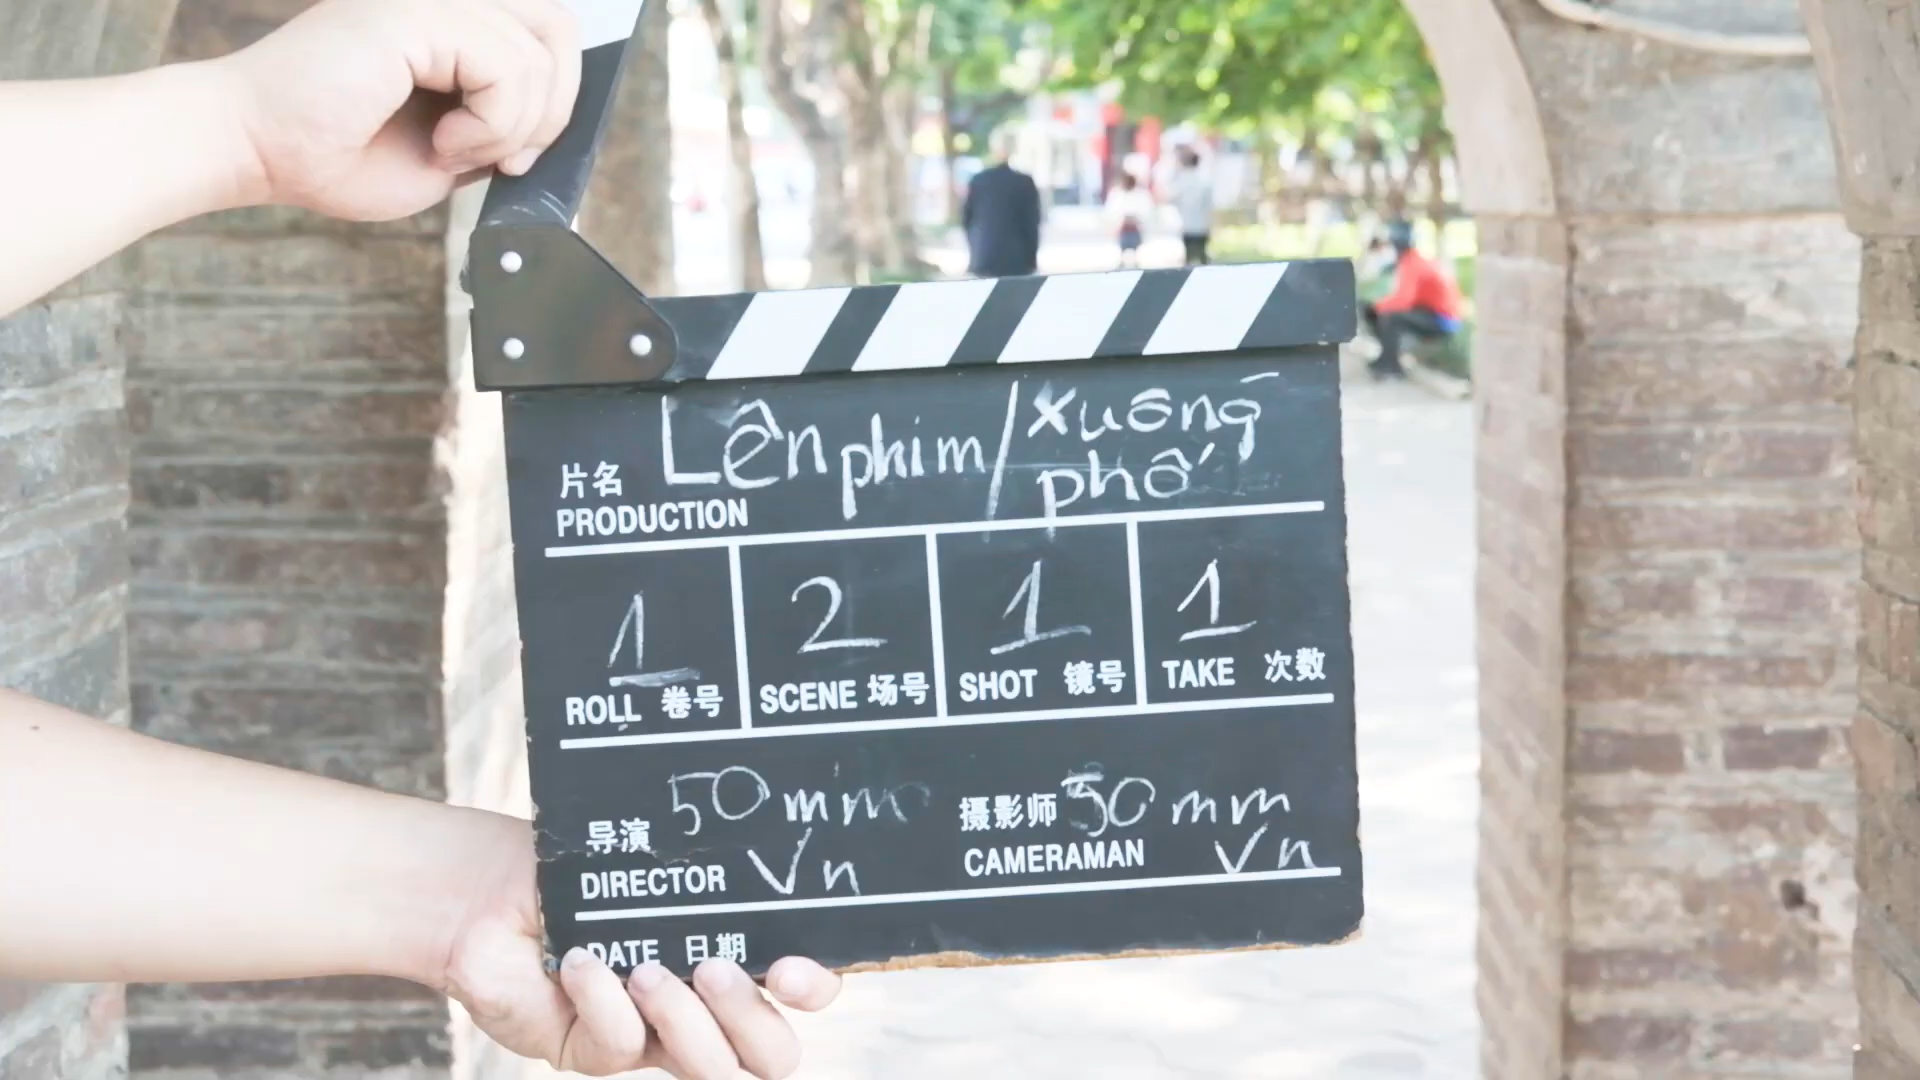 Lên phim / xuống phố
片名
PRODUCTION
1 2 1 1
ROLL 卷号 SCENE 场号 SHOT 镜号 TAKE 次数
50mm 50mm
导演 摄影师
DIRECTOR Vn CAMERAMAN Vn
DATE 日期